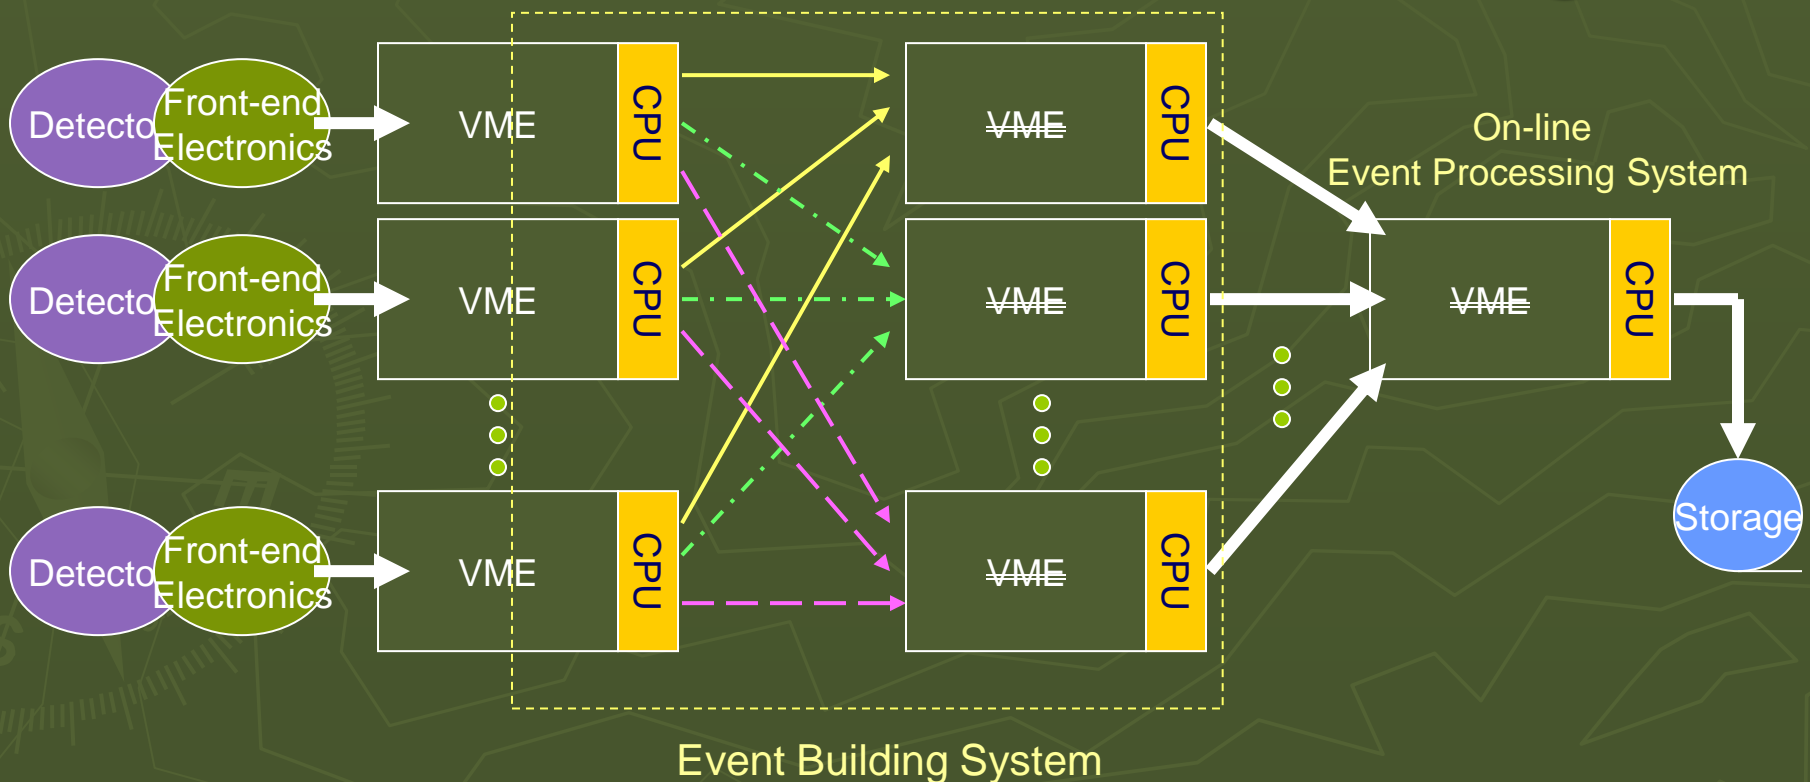 Detecto
Front-end
Electronics
VME
CPU
VME
CPU
On-line
Event Processing System
Detecto
Front-end
Electronics
VME
CPU
VME
CPU
VME
CPU
Detecto
Front-end
Electronics
VME
CPU
VME
CPU
Storage
Event Building System